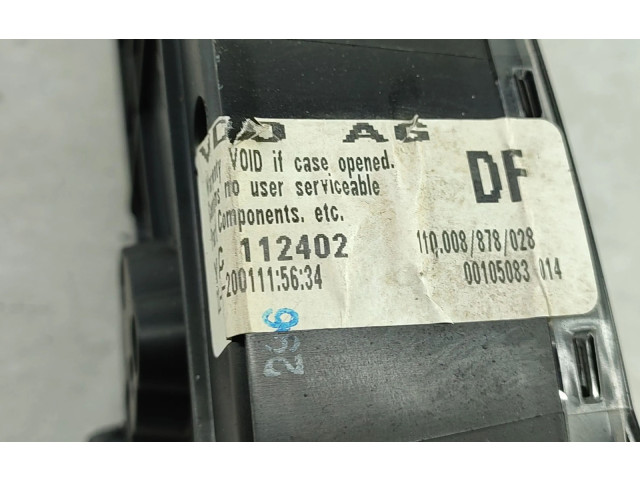 VDO AG
VOID if case opened.
no user serviceable
Components. etc.
DF
112402
110.008/878/028
-200111:56:34
00105083 014
296